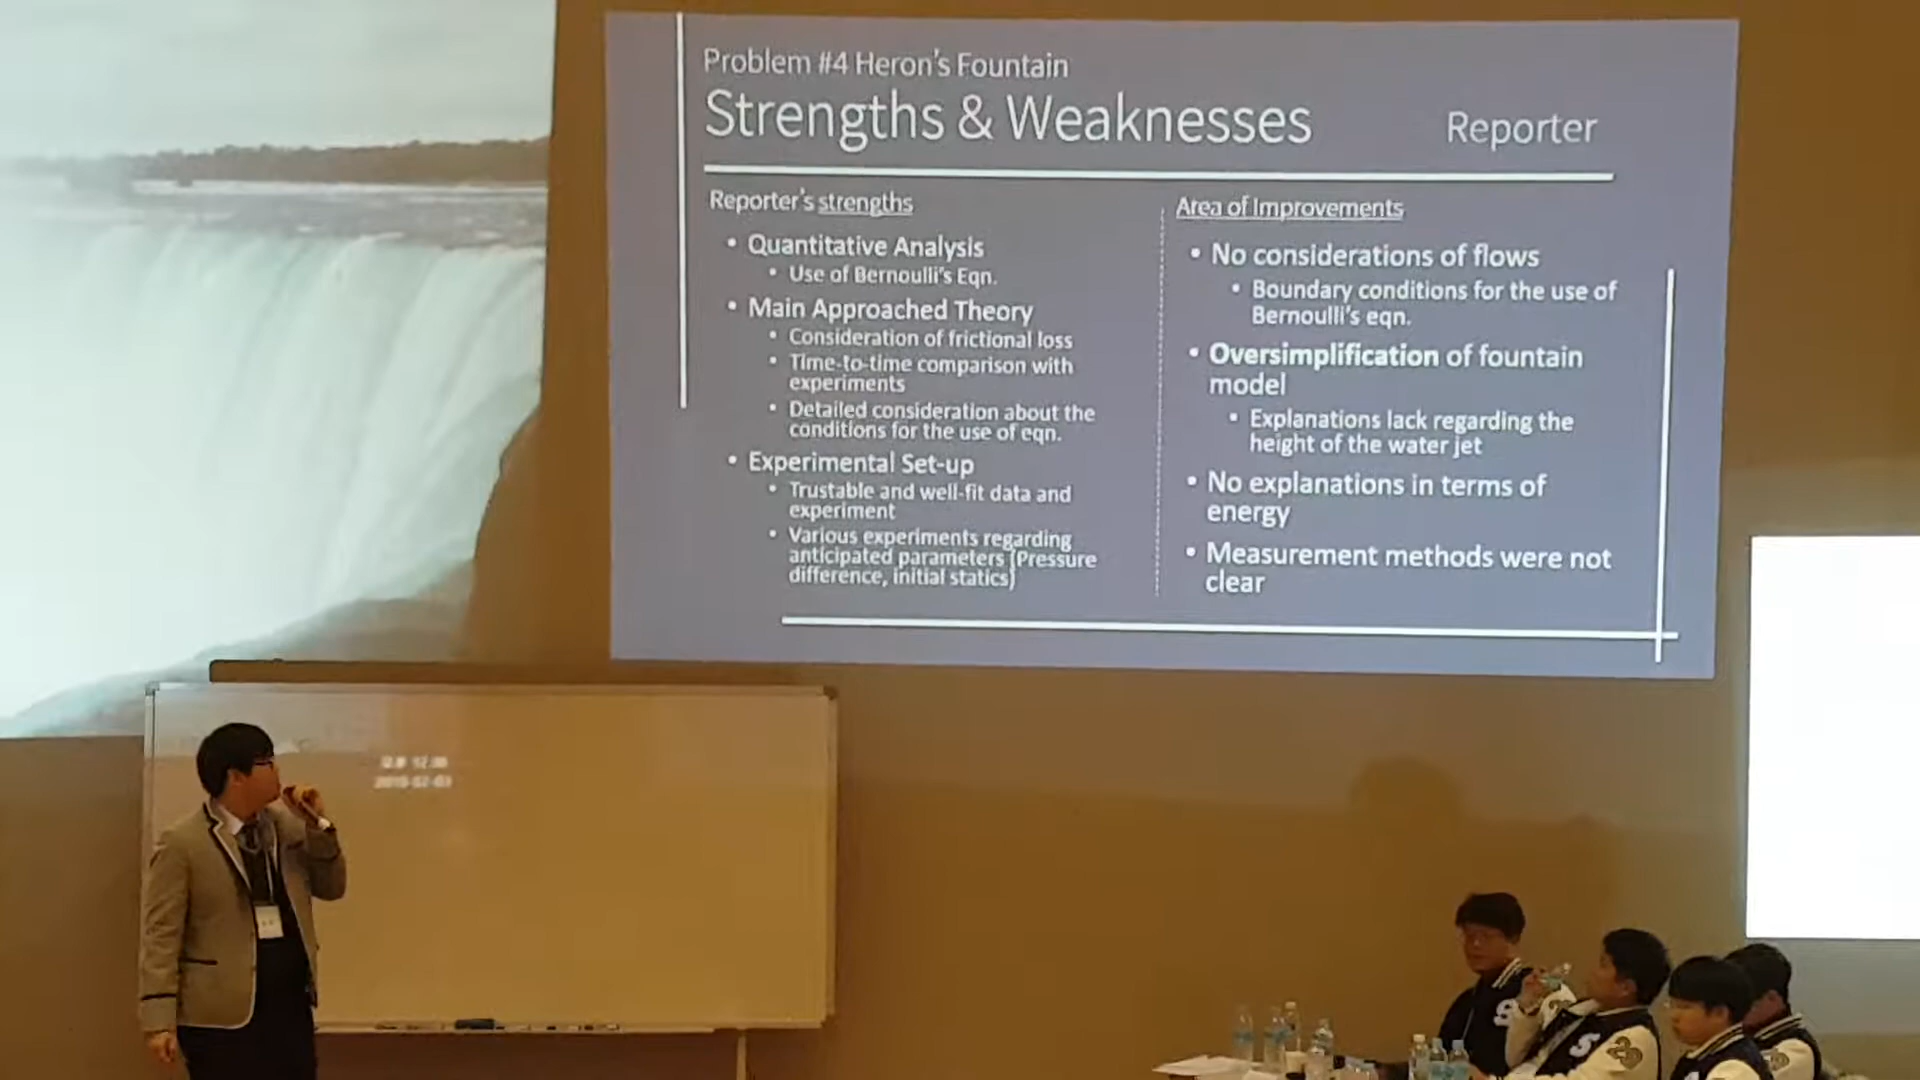 Problem #4 Heron's Fountain
Strengths & Weaknesses
Reporter
Reporter's strengths
• Quantitative Analysis
• Use of Bernoulli's Eqn.
• Main Approached Theory
• Consideration of frictional loss
• Time-to-time comparison with
experiments
• Detailed consideration about the
conditions for the use of eqn.
• Experimental Set-up
• Trustable and well-fit data and
experiment
• Various experiments regarding
anticipated parameters (Pressure
difference, initial statics)
Area of Improvements
• No considerations of flows
• Boundary conditions for the use of
Bernoulli's eqn.
• Oversimplification of fountain
model
• Explanations lack regarding the
height of the water jet
• No explanations in terms of
energy
• Measurement methods were not
clear
S
S
29